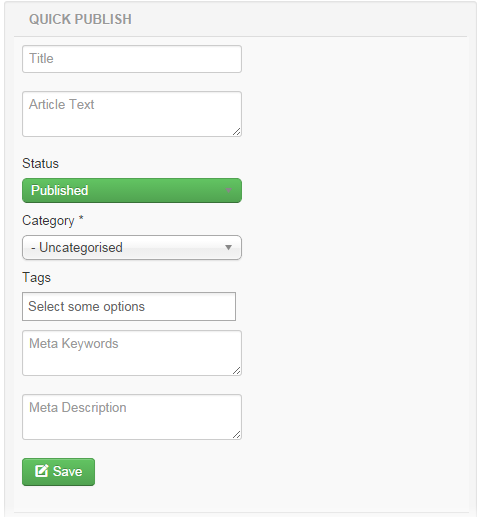 QUICK PUBLISH
Title
Article Text
Status
Published
Category *
- Uncategorised
Tags
Select some options
Meta Keywords
Meta Description
Save